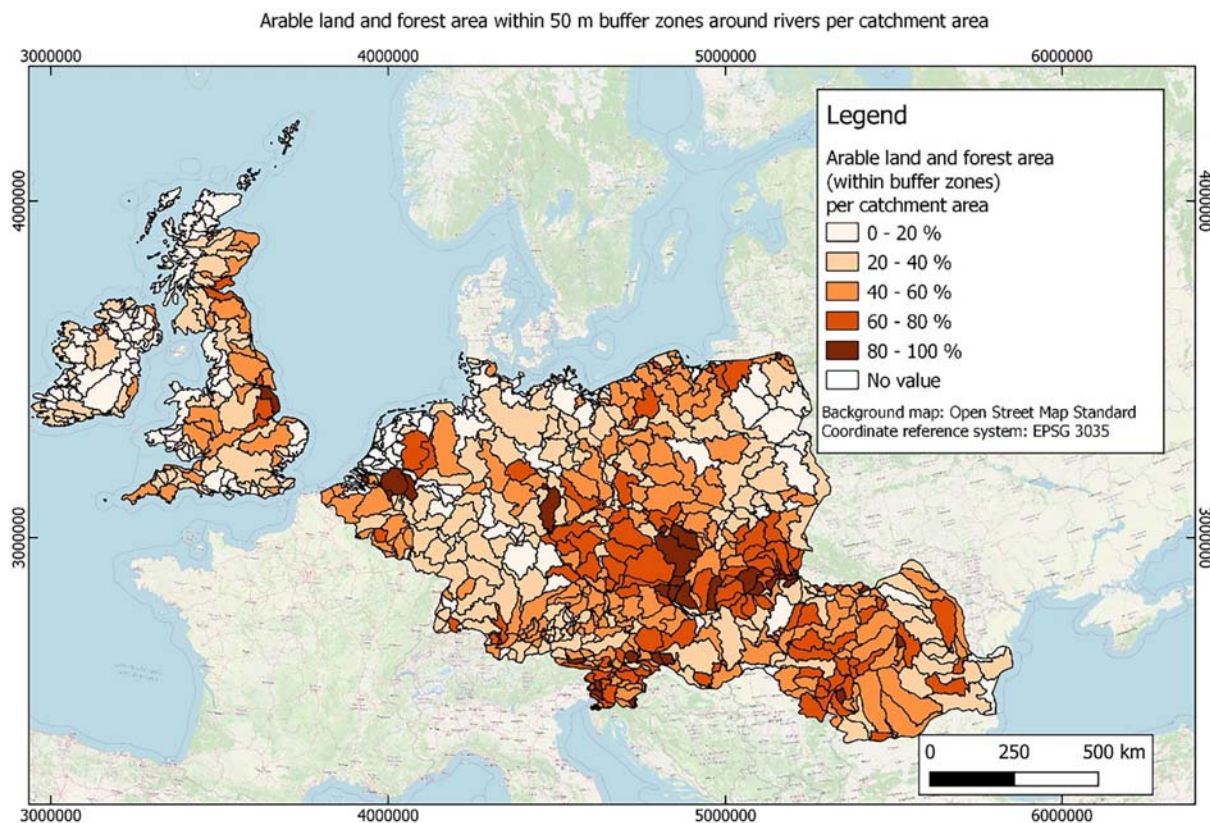 Arable land and forest area within 50 m buffer zones around rivers per catchment area
3000000 4000000 5000000 6000000
4000000 4000000
3000000 3000000
Legend
Arable land and forest area
(within buffer zones)
per catchment area
0 - 20 %
20 - 40 %
40 - 60 %
60 - 80 %
80 - 100 %
No value
Background map: Open Street Map Standard
Coordinate reference system: EPSG 3035
0 250 500 km
3000000 4000000 5000000 6000000